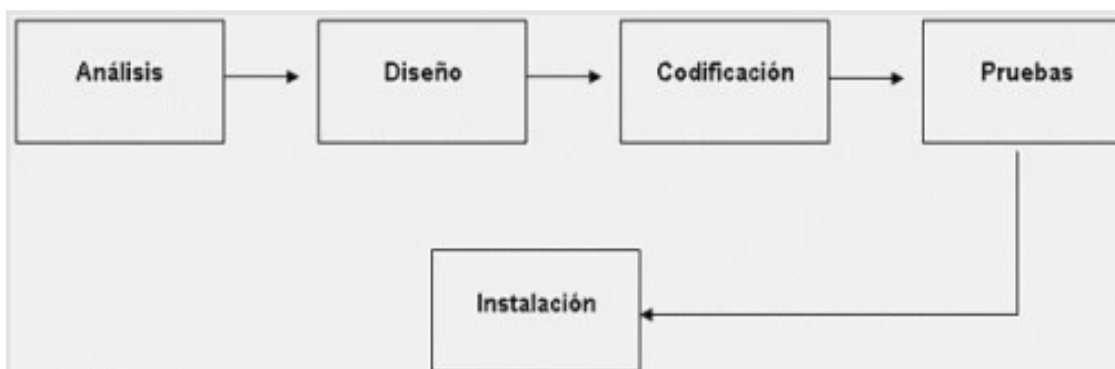 Análisis
Diseño
Codificación
Pruebas
Instalación